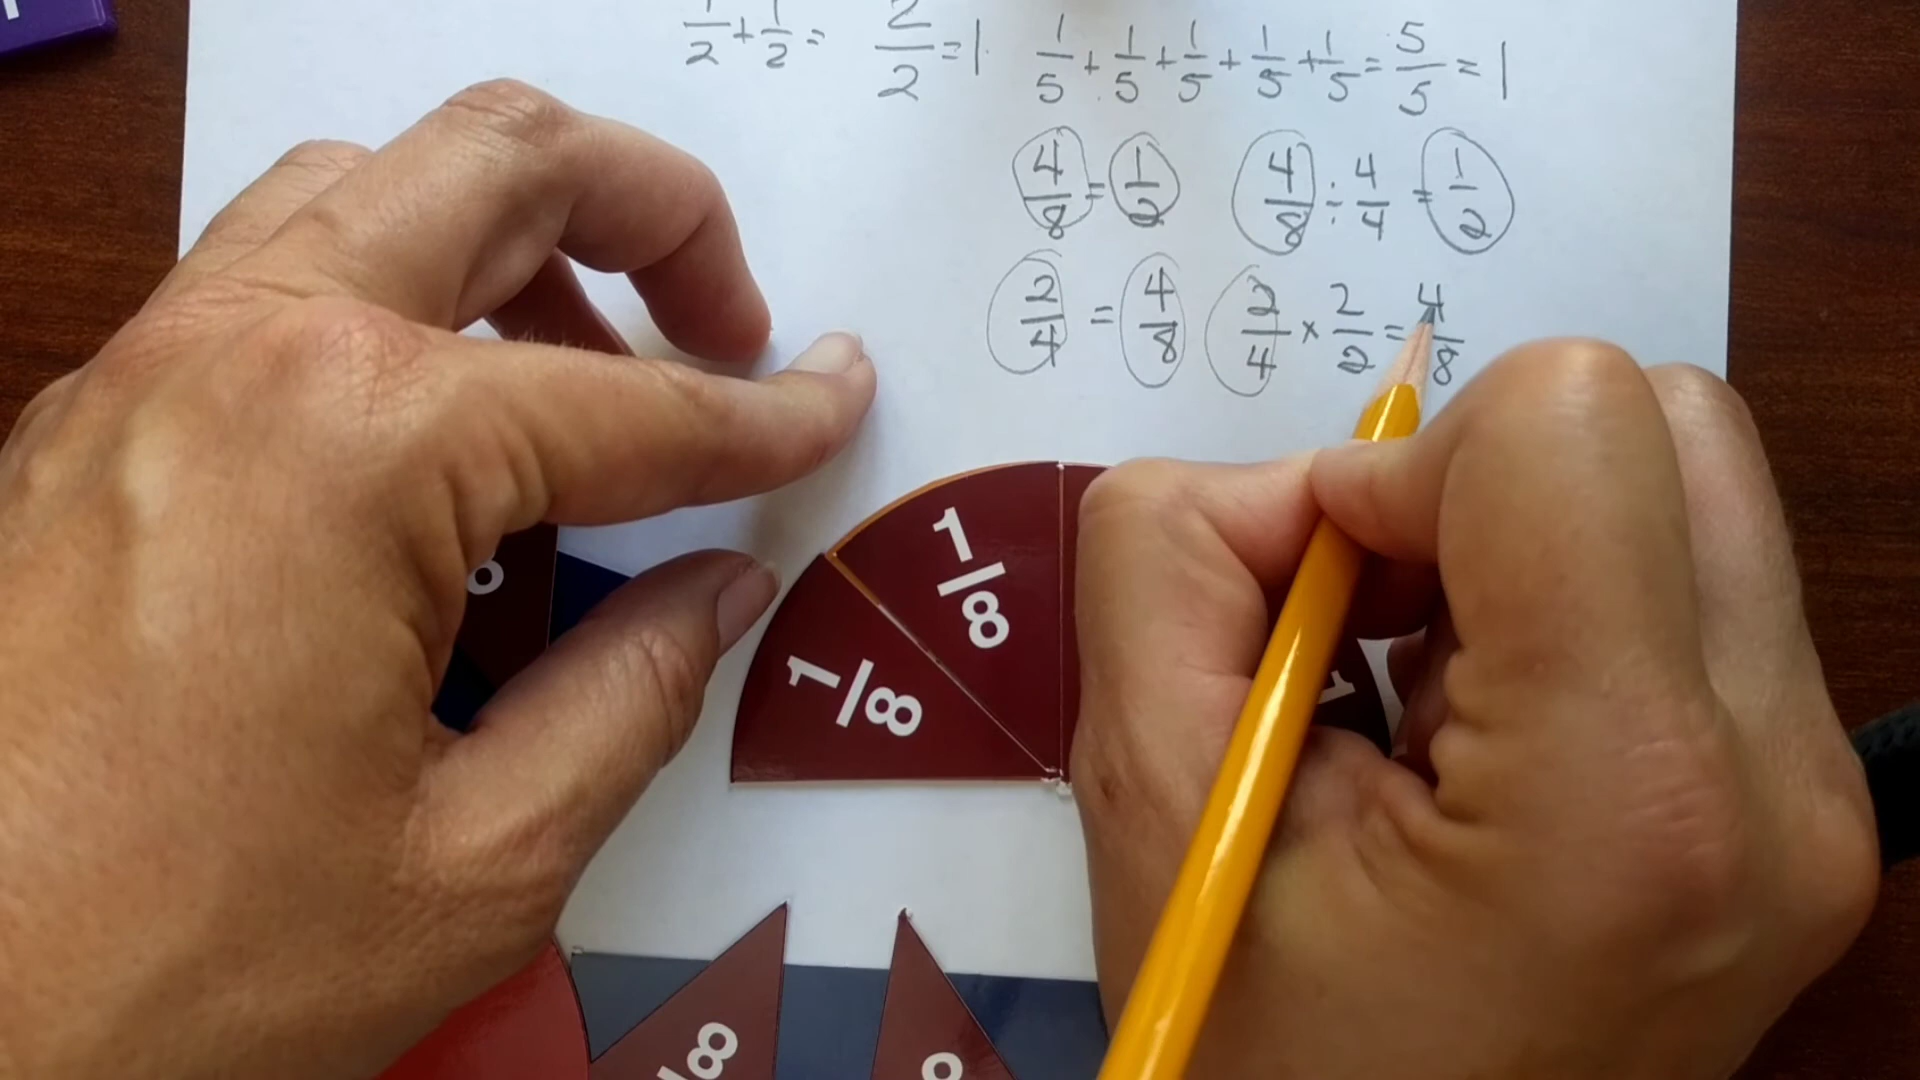 1/2 + 1/2 = 2/2 = 1 1/5 + 1/5 + 1/5 + 1/5 + 1/5 = 5/5 = 1
4/8 = 1/2 4/8 ÷ 4/4 = 1/2
2/4 = 4/8 2/4 × 2/2 = 4/8
1/8
1/8
1
/8